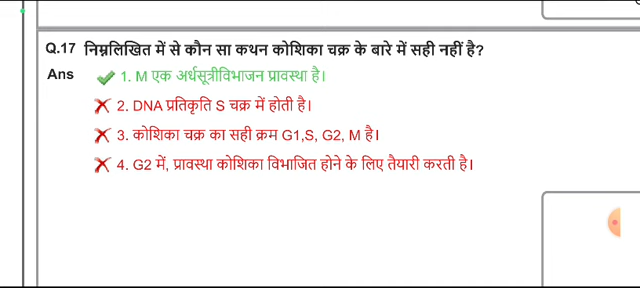 Q.17 निम्नलिखित में से कौन सा कथन कोशिका चक्र के बारे में सही नहीं है?
Ans 1. M एक अर्धसूत्रीविभाजन प्रावस्था है।
2. DNA प्रतिकृति S चक्र में होती है।
3. कोशिका चक्र का सही क्रम G1,S, G2, M है।
4. G2 में, प्रावस्था कोशिका विभाजित होने के लिए तैयारी करती है।